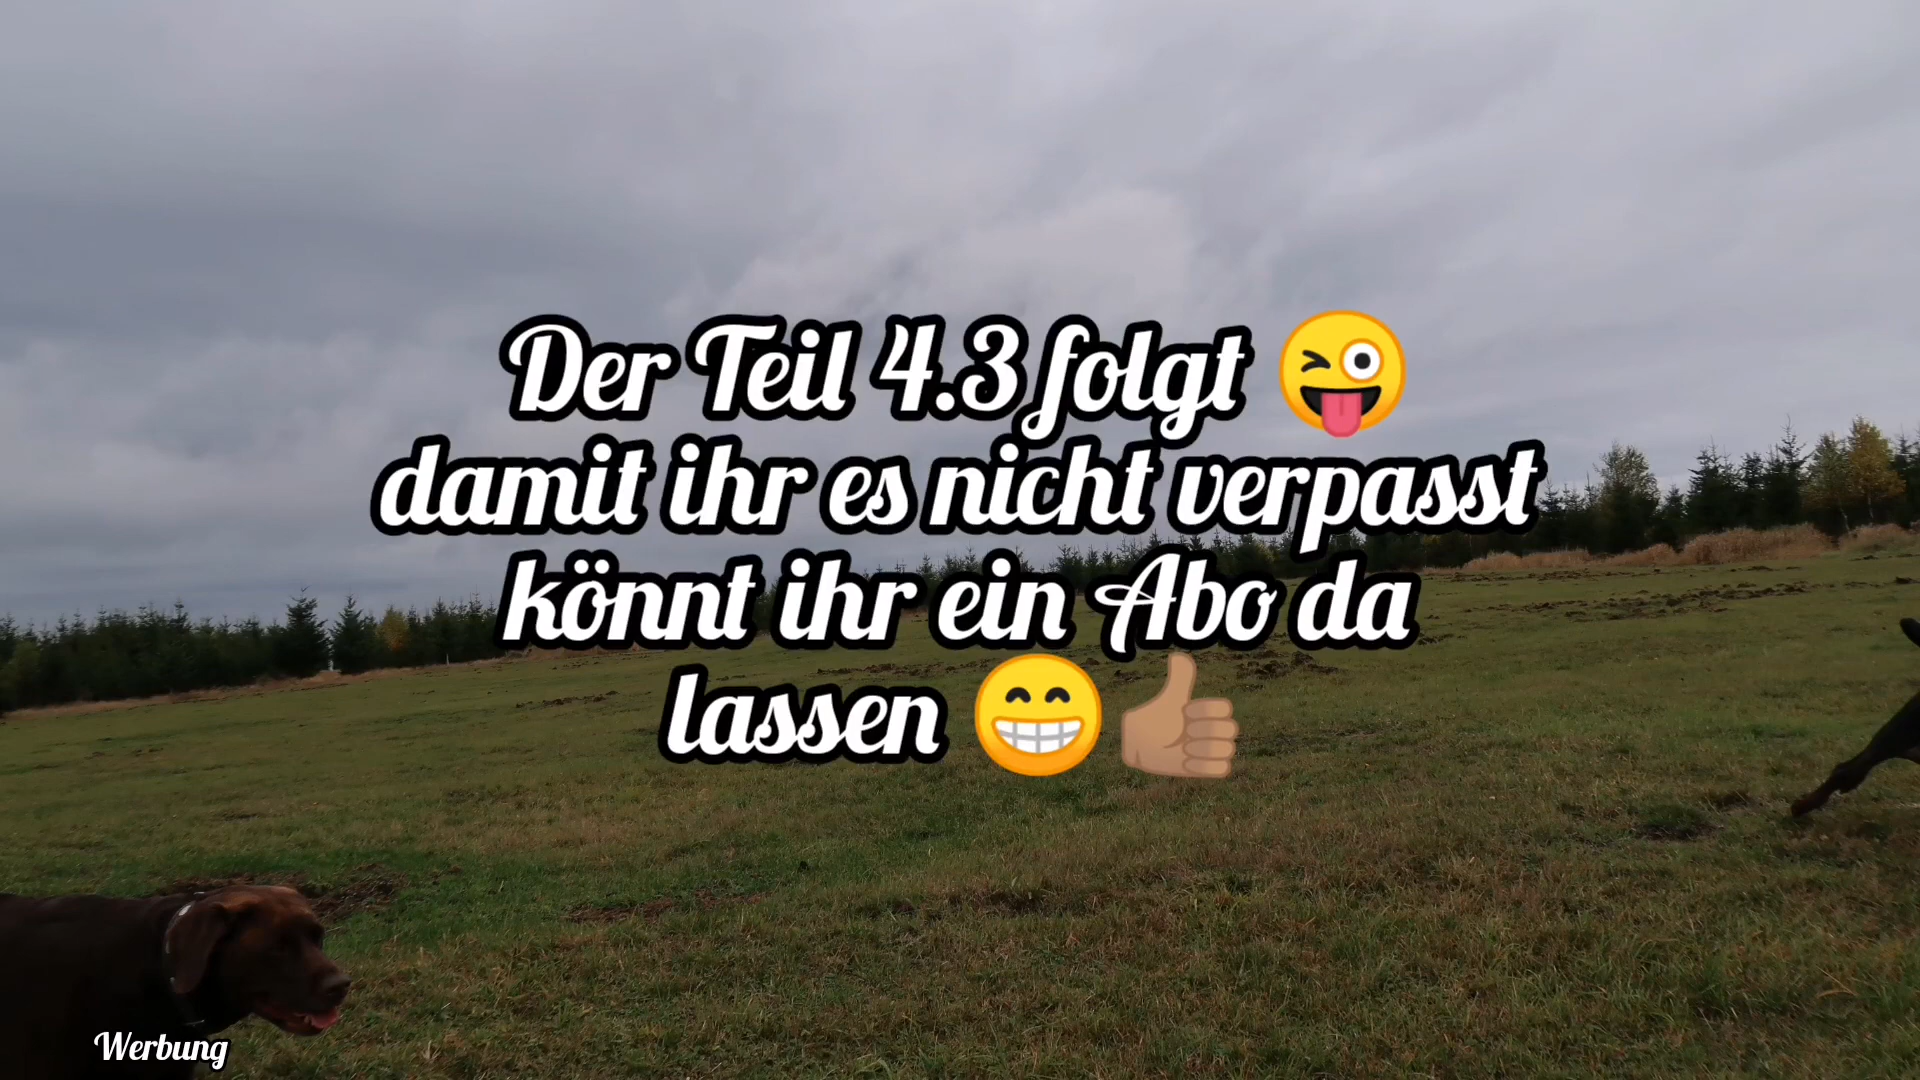 Der Teil 4.3 folgt 😜
damit ihr es nicht verpasst
könnt ihr ein Abo da
lassen 😁👍🏽
Werbung